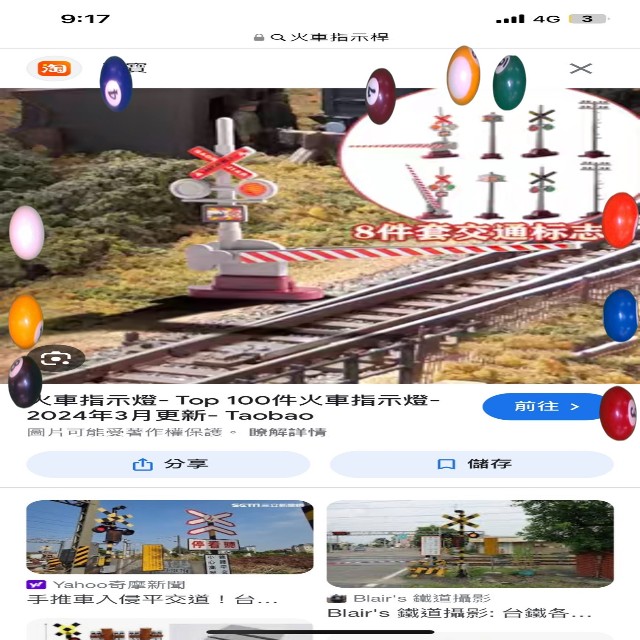 9:17
4G 3
火車指示桿
淘 寶
8件套交通标志
火車指示燈- Top 100件火車指示燈-
2024年3月更新- Taobao
前往 >
圖片可能受著作權保護。 瞭解詳情
分享
儲存
停看聽
Yahoo奇摩新聞
手推車入侵平交道！台...
Blair's 鐵道攝影
Blair's 鐵道攝影: 台鐵各...